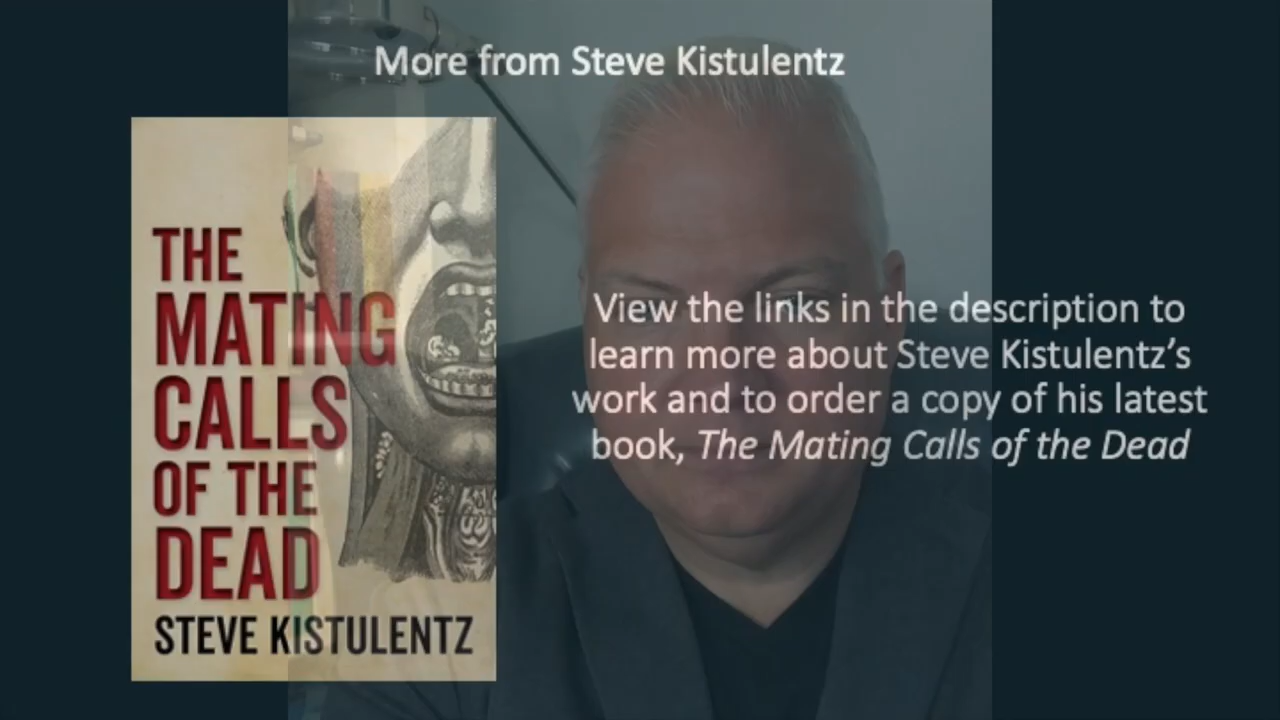 More from Steve Kistulentz
THE
MATING
CALLS
OF THE
DEAD
STEVE KISTULENTZ
View the links in the description to
learn more about Steve Kistulentz’s
work and to order a copy of his latest
book, The Mating Calls of the Dead